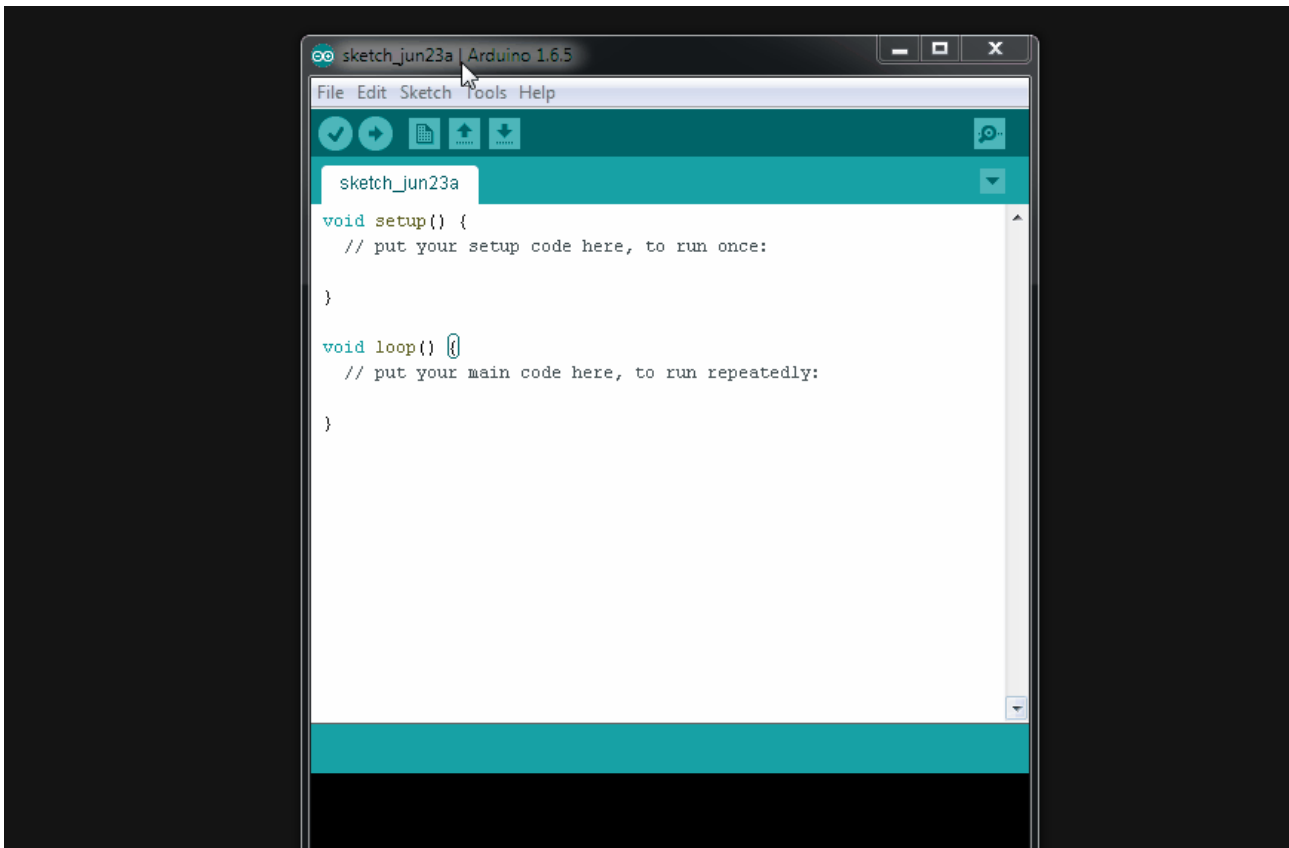 sketch_jun23a | Arduino 1.6.5
File Edit Sketch Tools Help
sketch_jun23a
void setup() {
  // put your setup code here, to run once:
}
void loop() {
  // put your main code here, to run repeatedly:
}